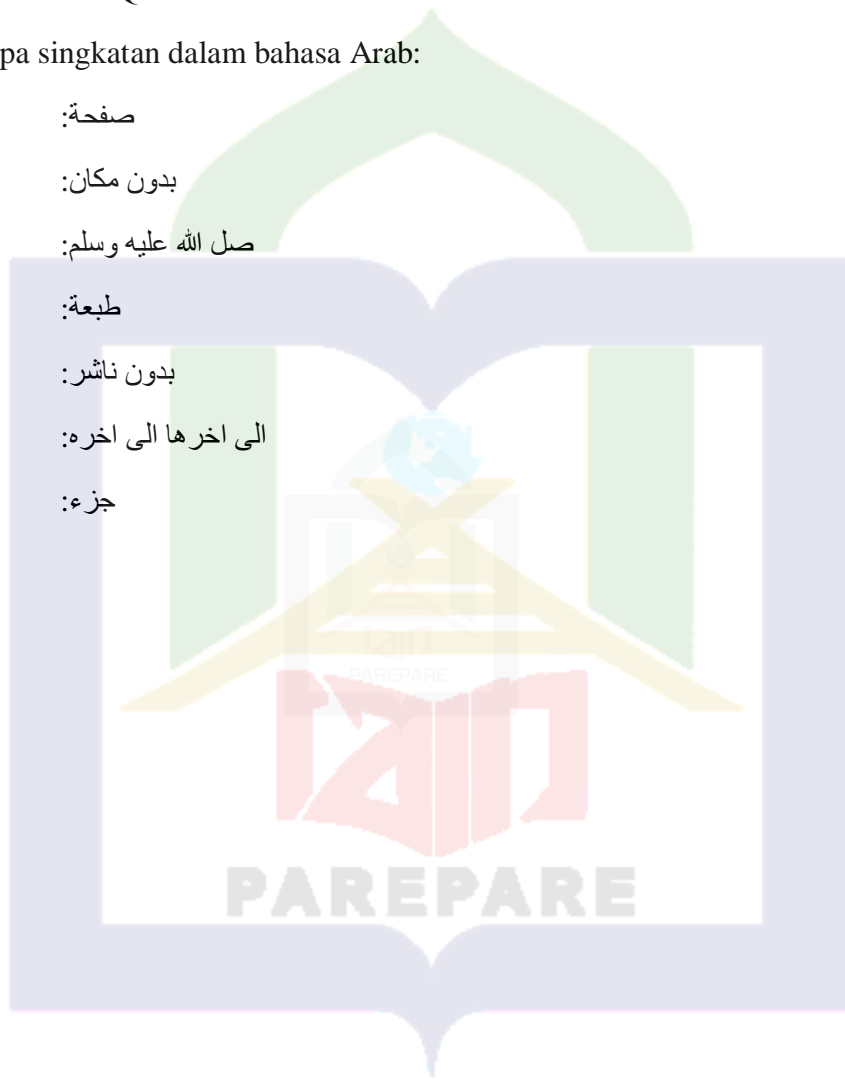 singkatan dalam bahasa Arab:
صفحة:
بدون مكان:
صل الله عليه وسلم:
طبعة:
بدون ناشر:
الى اخرها الى اخره:
جزء:
PAREPARE
PAREPARE